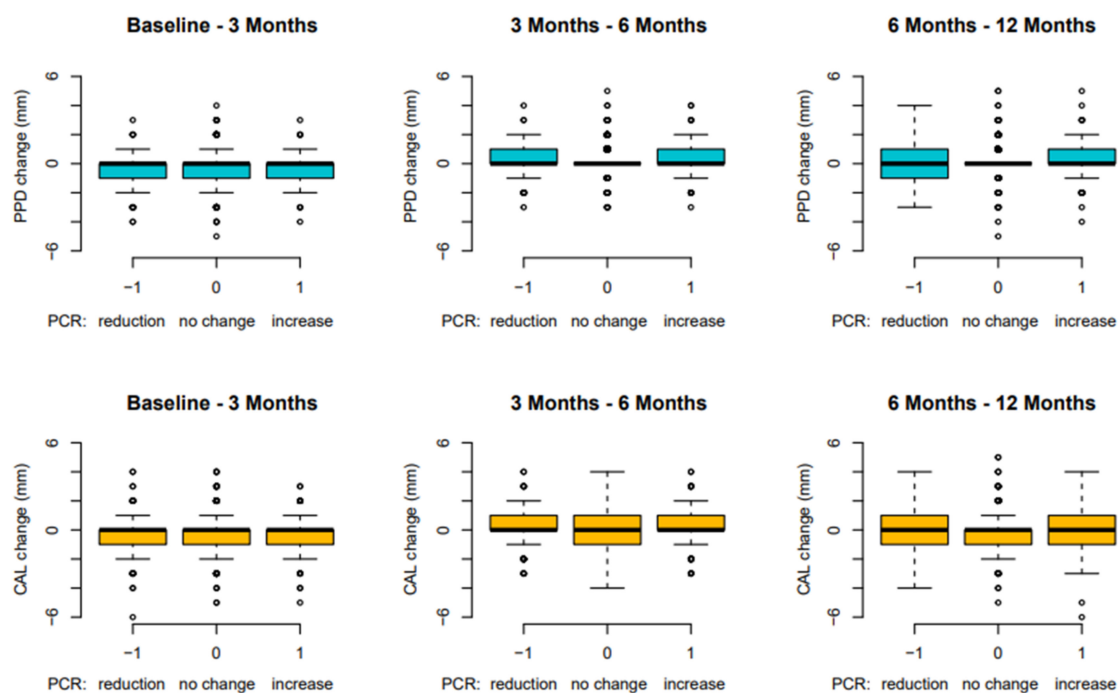 Baseline - 3 Months
PPD change (mm)
6
0
−6
−1 0 1
PCR: reduction no change increase
3 Months - 6 Months
PPD change (mm)
6
0
−6
−1 0 1
PCR: reduction no change increase
6 Months - 12 Months
PPD change (mm)
6
0
−6
−1 0 1
PCR: reduction no change increase
Baseline - 3 Months
CAL change (mm)
6
0
−6
−1 0 1
PCR: reduction no change increase
3 Months - 6 Months
CAL change (mm)
6
0
−6
−1 0 1
PCR: reduction no change increase
6 Months - 12 Months
CAL change (mm)
6
0
−6
−1 0 1
PCR: reduction no change increase